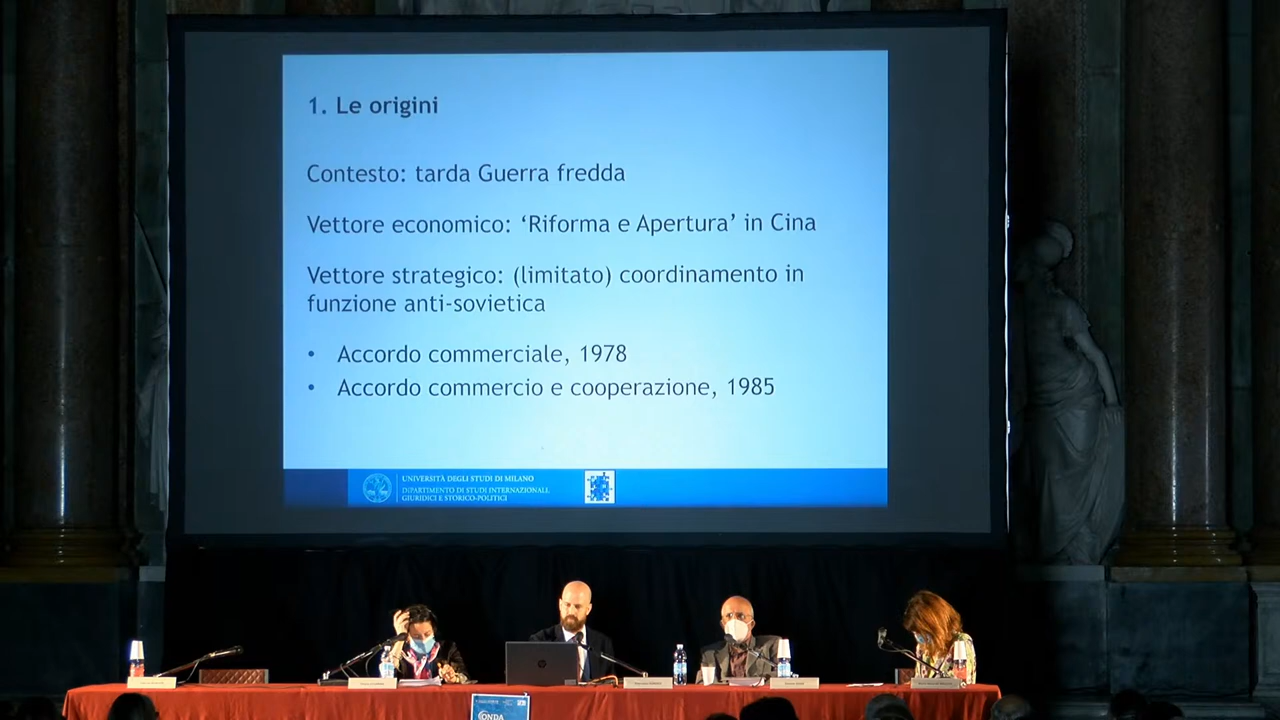 1. Le origini
Contesto: tarda Guerra fredda
Vettore economico: ‘Riforma e Apertura’ in Cina
Vettore strategico: (limitato) coordinamento in
funzione anti-sovietica
• Accordo commerciale, 1978
• Accordo commercio e cooperazione, 1985
UNIVERSITÀ DEGLI STUDI DI MILANO
DIPARTIMENTO DI STUDI INTERNAZIONALI,
GIURIDICI E STORICO-POLITICI
ONDA